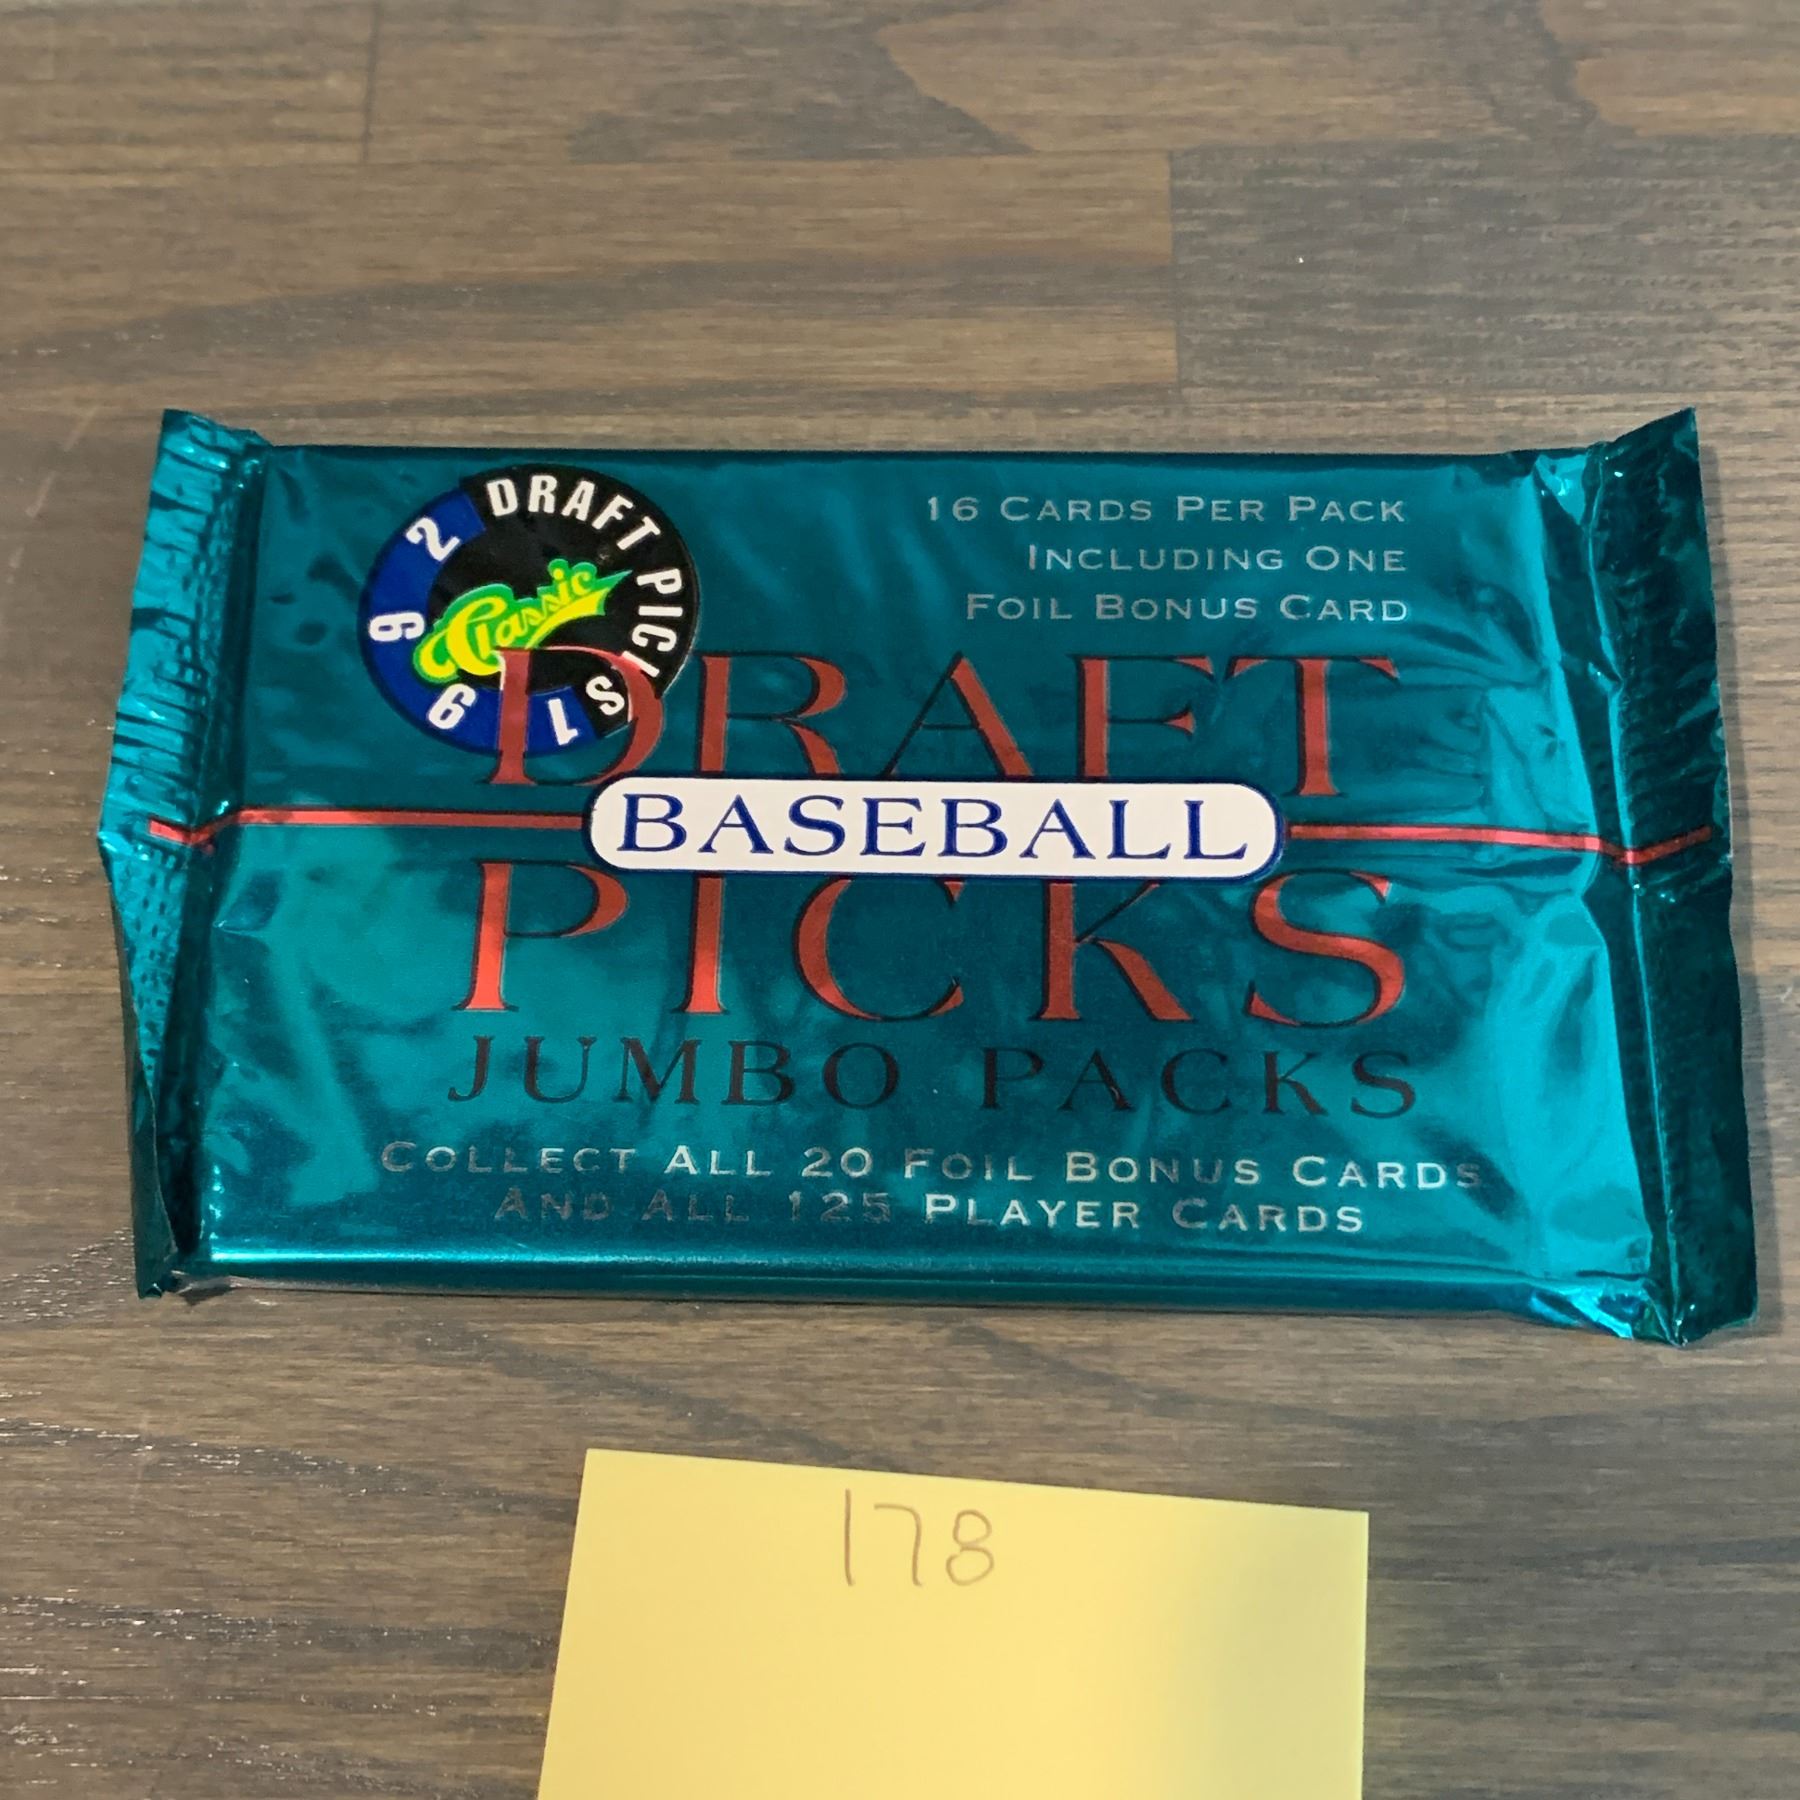 1992 DRAFT PICKS
Classic
16 CARDS PER PACK
INCLUDING ONE
FOIL BONUS CARD
DRAFT
BASEBALL
PICKS
JUMBO PACKS
COLLECT ALL 20 FOIL BONUS CARDS
AND ALL 125 PLAYER CARDS
178